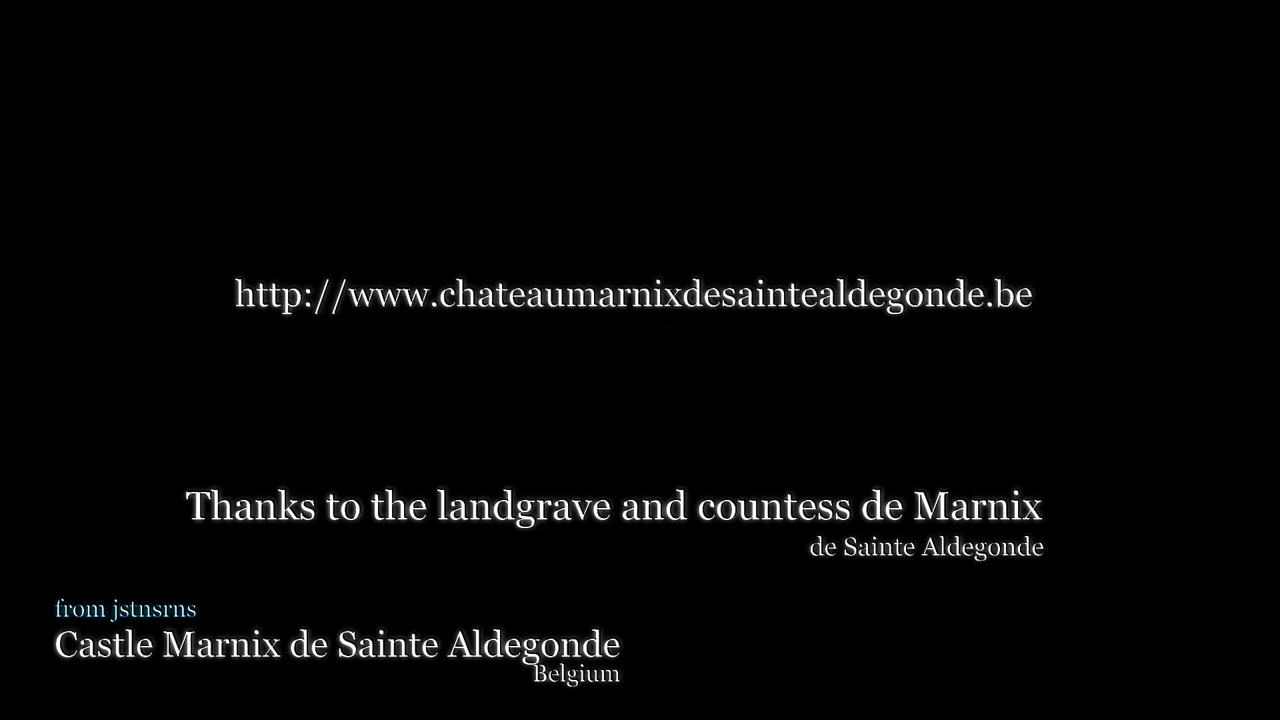 http://www.chateaumarnixdesaintealdegonde.be
Thanks to the landgrave and countess de Marnix
de Sainte Aldegonde
from jstnsrns
Castle Marnix de Sainte Aldegonde
Belgium